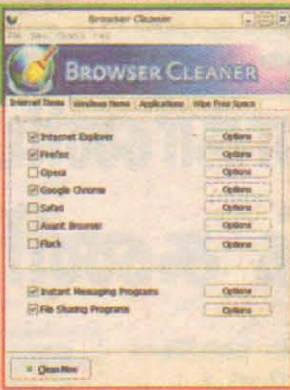 Browser Cleaner
BROWSER CLEANER
Internet Items Windows Items Applications Wipe Free Space
Internet Explorer Options
Firefox Options
Opera Options
Google Chrome Options
Safari Options
Avant Browser Options
Flock Options
Instant Messaging Programs Options
File Sharing Programs Options
Clean Now